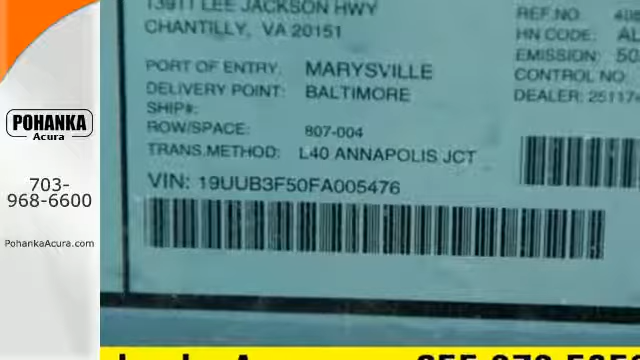 POHANKA
Acura
703-
968-6600
PohankaAcura.com
13911 LEE JACKSON HWY
CHANTILLY, VA 20151
PORT OF ENTRY: MARYSVILLE
DELIVERY POINT: BALTIMORE
SHIP#:
ROW/SPACE: 807-004
TRANS.METHOD: L40 ANNAPOLIS JCT
VIN: 19UUB3F50FA005476
REF.NO.
HN CODE:
EMISSION:
CONTROL NO:
DEALER: